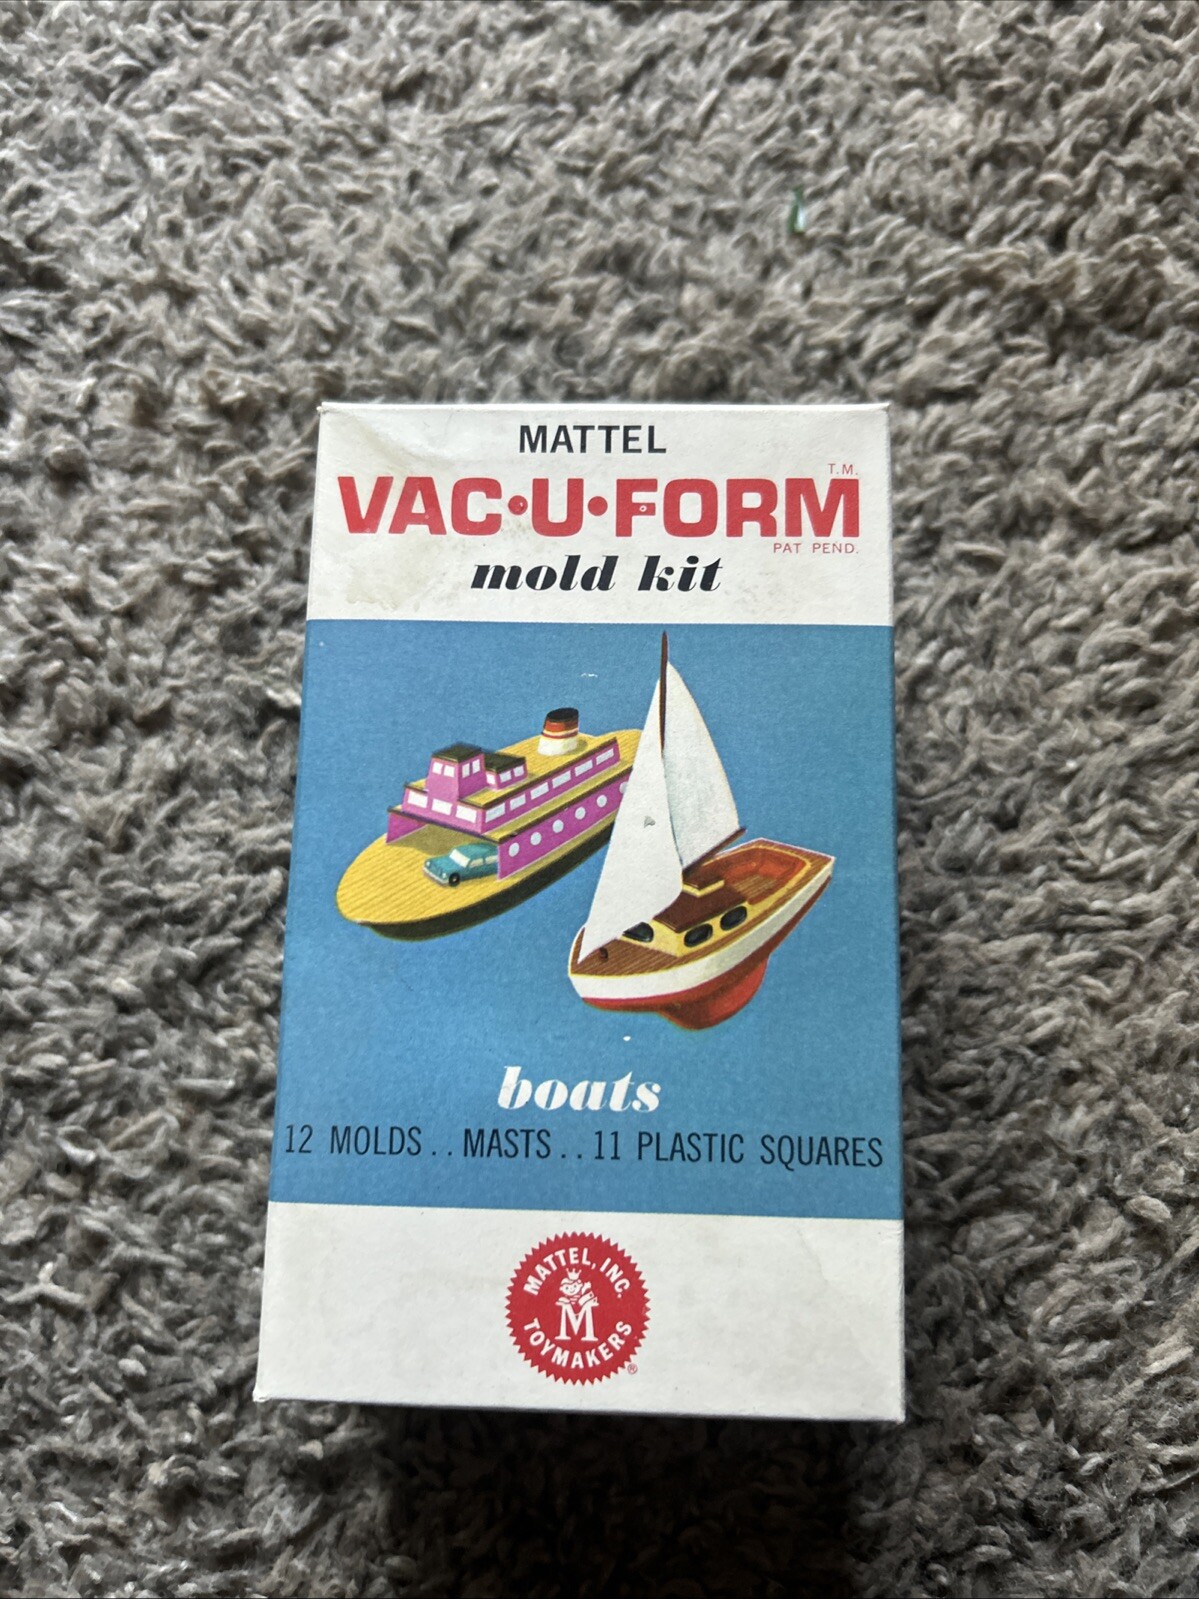 MATTEL
VAC•U•FORM T.M.
PAT PEND.
mold kit
boats
12 MOLDS .. MASTS .. 11 PLASTIC SQUARES
MATTEL, INC.
M
TOYMAKERS ®